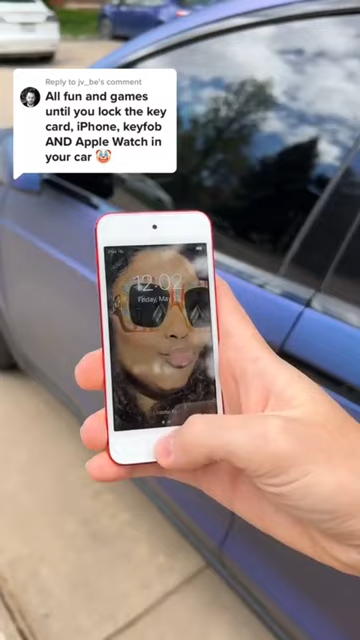 Reply to jv_be's comment
All fun and games
until you lock the key
card, iPhone, keyfob
AND Apple Watch in
your car 🤡
12:02
Friday, May